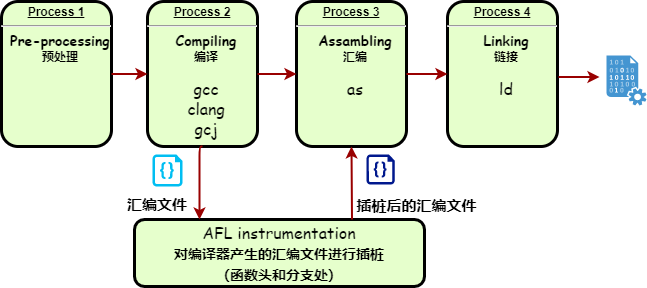 Process 1
Pre-processing
预处理
Process 2
Compiling
编译
gcc
clang
gcj
Process 3
Assambling
汇编
as
Process 4
Linking
链接
ld
101
01010
10110
10100
010
{}
汇编文件
{}
插桩后的汇编文件
AFL instrumentation
对编译器产生的汇编文件进行插桩
（函数头和分支处）